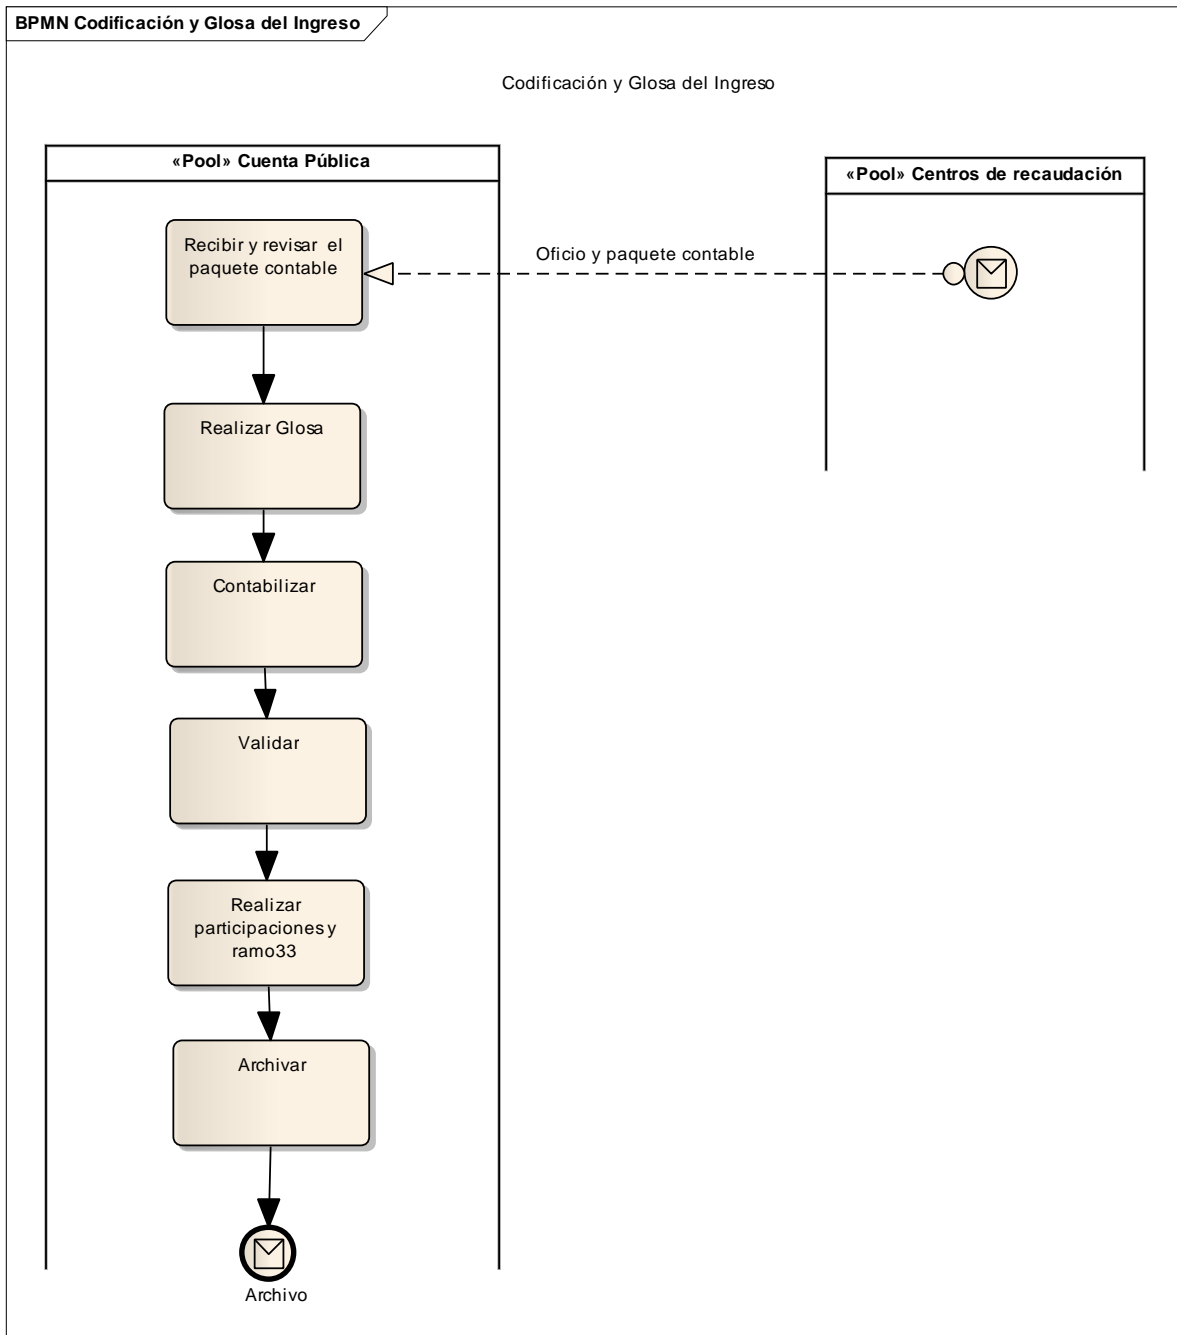 BPMN Codificación y Glosa del Ingreso
Codificación y Glosa del Ingreso
«Pool» Cuenta Pública
«Pool» Centros de recaudación
Recibir y revisar el
paquete contable
Oficio y paquete contable
Realizar Glosa
Contabilizar
Validar
Realizar
participaciones y
ramo33
Archivar
Archivo